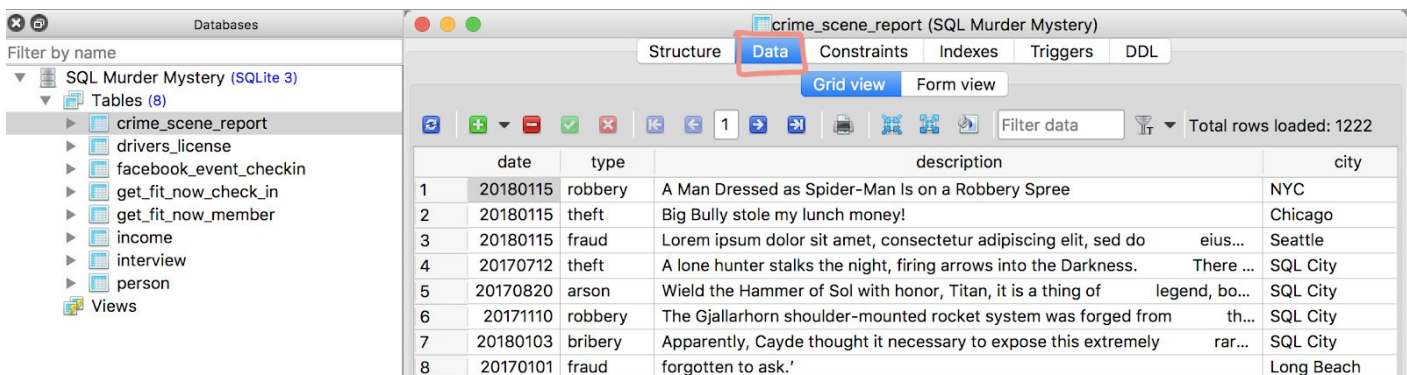 Databases
Filter by name
SQL Murder Mystery (SQLite 3)
Tables (8)
crime_scene_report
drivers_license
facebook_event_checkin
get_fit_now_check_in
get_fit_now_member
income
interview
person
Views
crime_scene_report (SQL Murder Mystery)
Structure Data Constraints Indexes Triggers DDL
Grid view Form view
1 Filter data Total rows loaded: 1222
date type description city
1 20180115 robbery A Man Dressed as Spider-Man Is on a Robbery Spree NYC
2 20180115 theft Big Bully stole my lunch money! Chicago
3 20180115 fraud Lorem ipsum dolor sit amet, consectetur adipiscing elit, sed do eius... Seattle
4 20170712 theft A lone hunter stalks the night, firing arrows into the Darkness. There ... SQL City
5 20170820 arson Wield the Hammer of Sol with honor, Titan, it is a thing of legend, bo... SQL City
6 20171110 robbery The Gjallarhorn shoulder-mounted rocket system was forged from th... SQL City
7 20180103 bribery Apparently, Cayde thought it necessary to expose this extremely rar... SQL City
8 20170101 fraud forgotten to ask.’ Long Beach